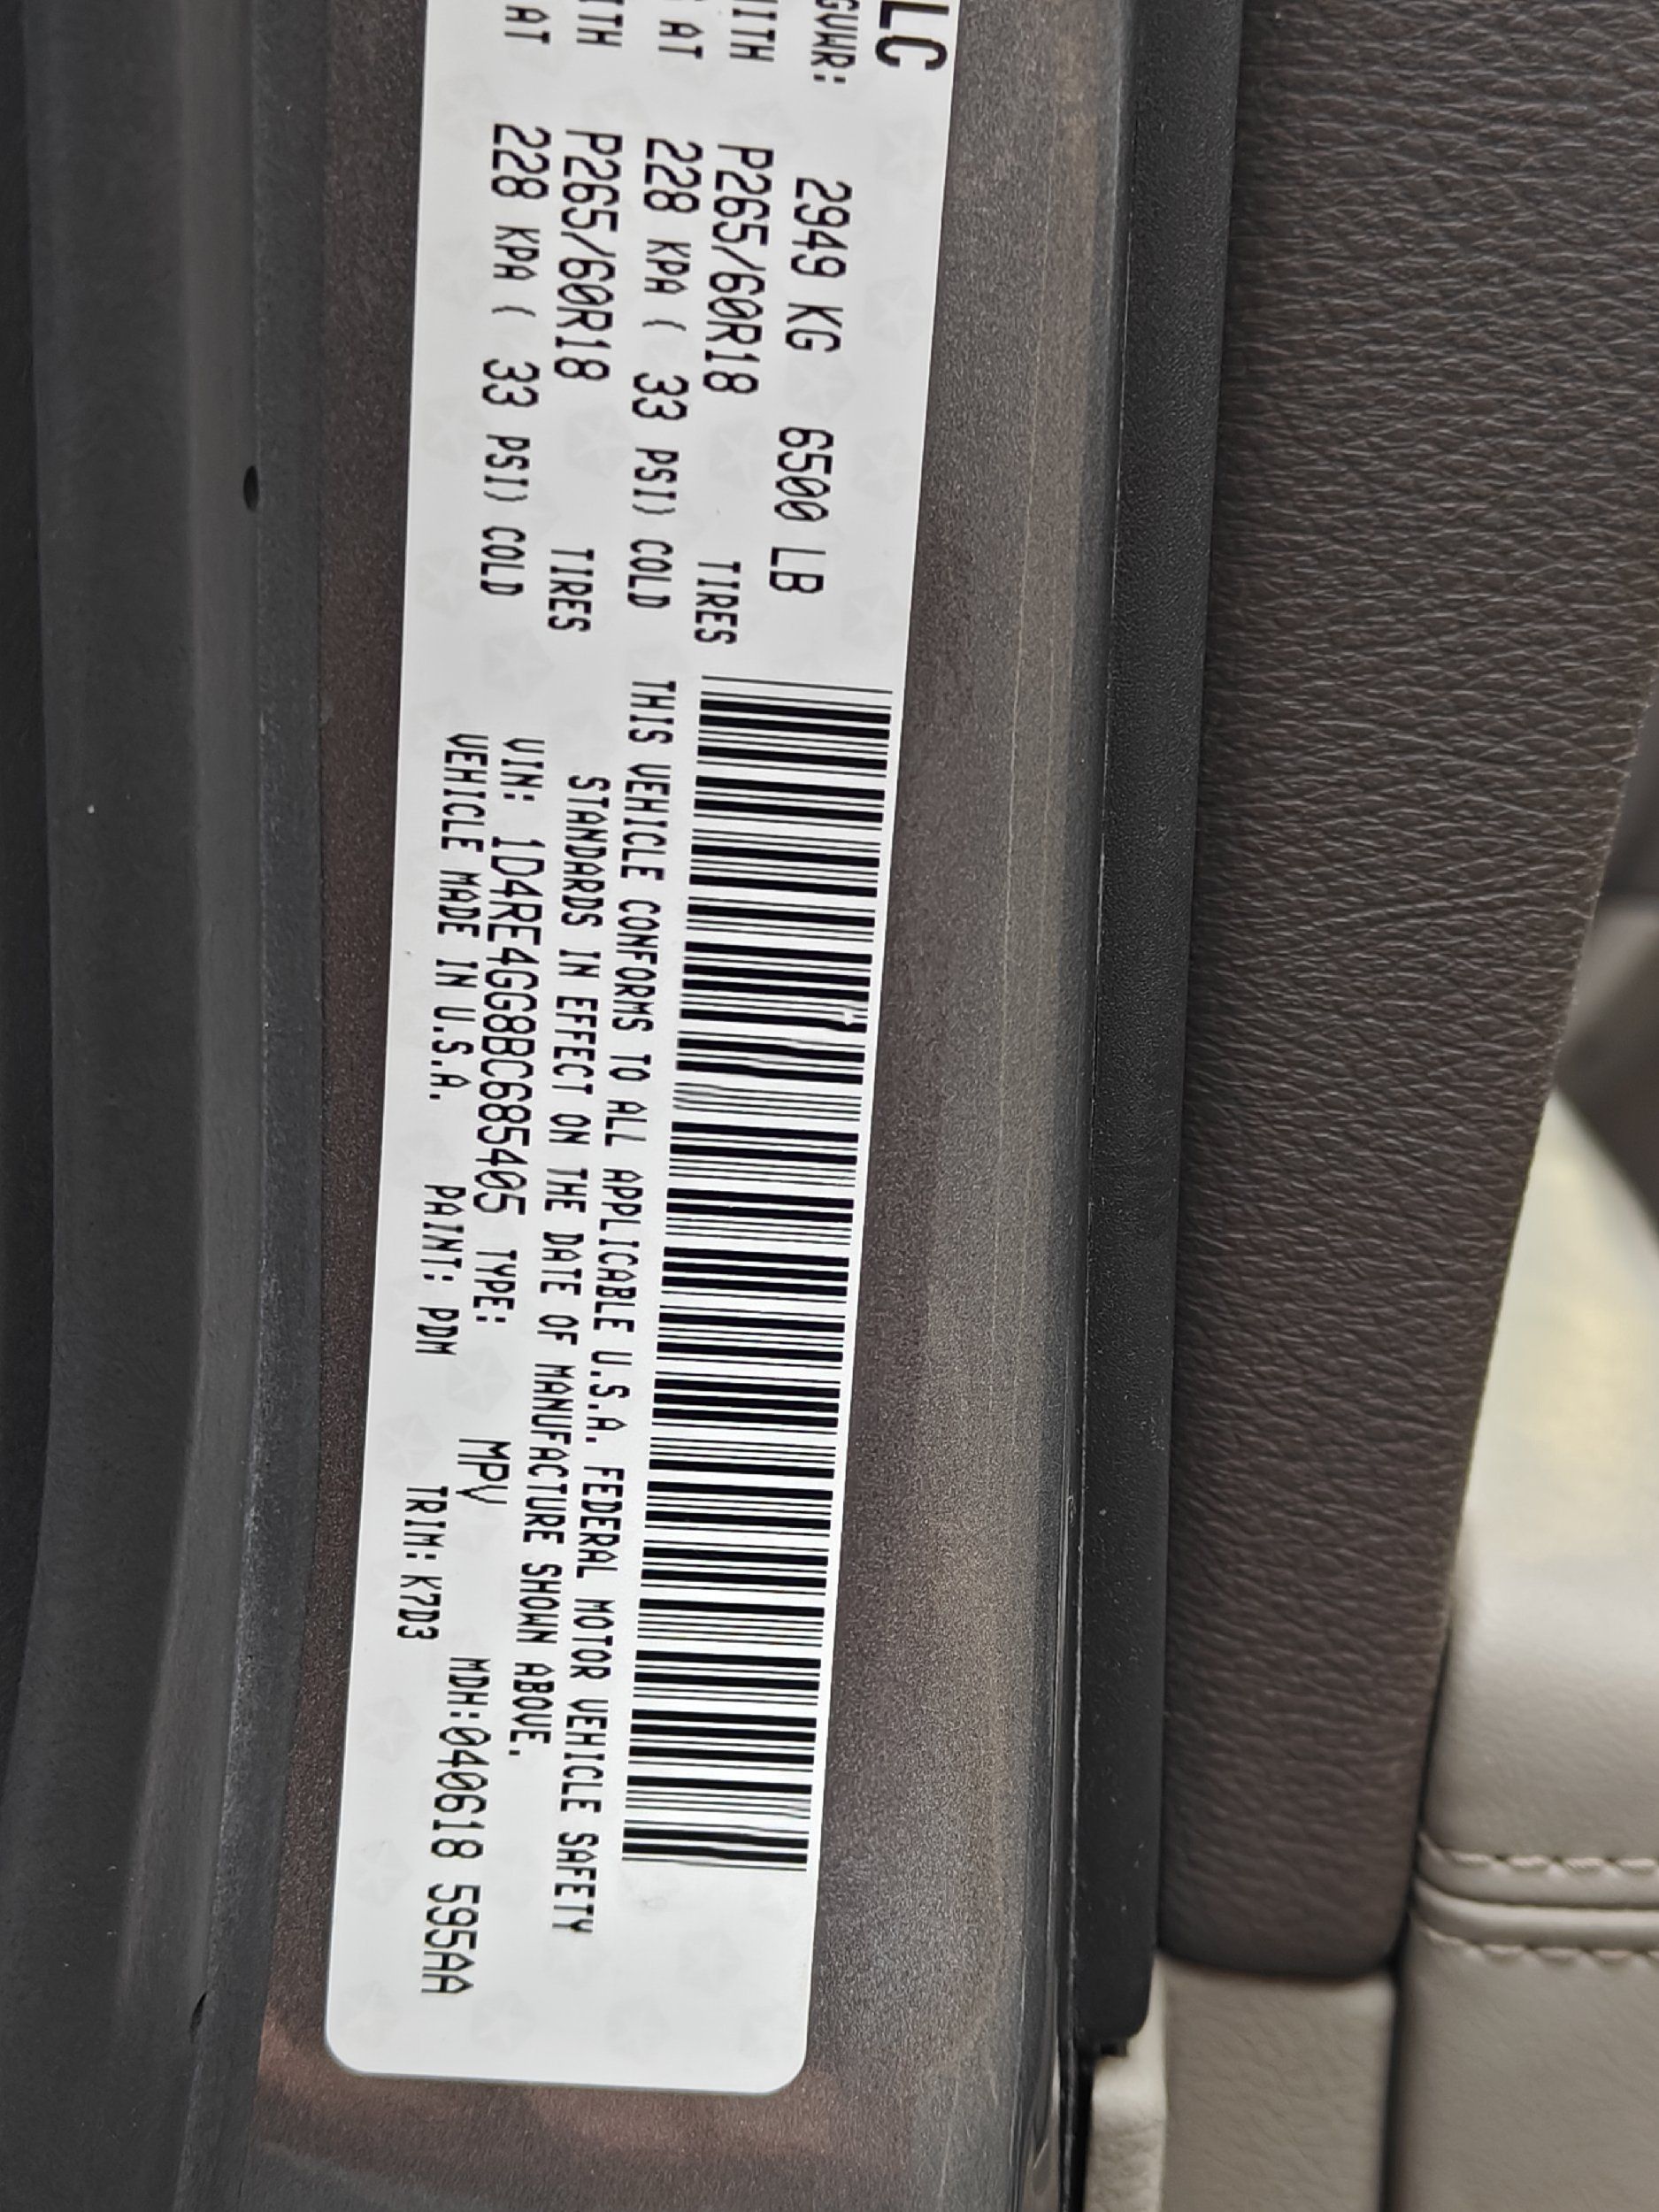 LLC
GVWR: 2949 KG 6500 LB
WITH P265/60R18 TIRES
AT 228 KPA ( 33 PSI) COLD
WITH P265/60R18 TIRES
AT 228 KPA ( 33 PSI) COLD
THIS VEHICLE CONFORMS TO ALL APPLICABLE U.S.A. FEDERAL MOTOR VEHICLE SAFETY
STANDARDS IN EFFECT ON THE DATE OF MANUFACTURE SHOWN ABOVE.
VIN: 1D4RE4GG8BC685405 TYPE: MPV MDH:040618 595AA
VEHICLE MADE IN U.S.A. PAINT: PDM TRIM: K7D3